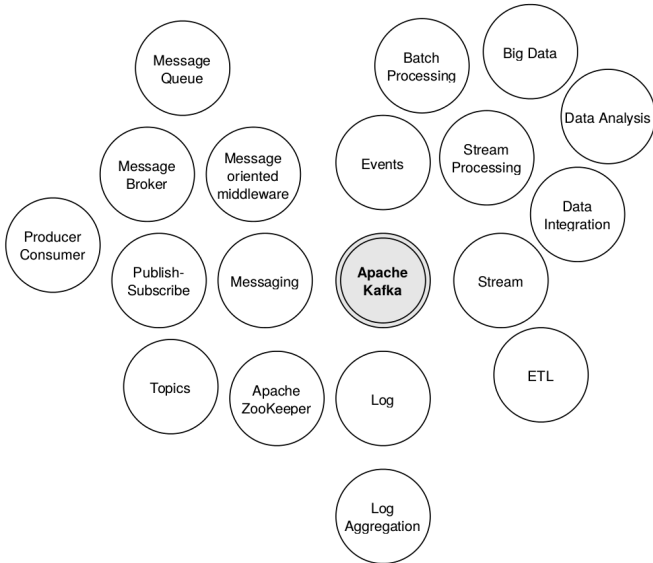 Message
Queue
Batch
Processing
Big Data
Data Analysis
Message
Broker
Message
oriented
middleware
Events
Stream
Processing
Data
Integration
Producer
Consumer
Publish-
Subscribe
Messaging
Apache
Kafka
Stream
Topics
Apache
ZooKeeper
Log
ETL
Log
Aggregation